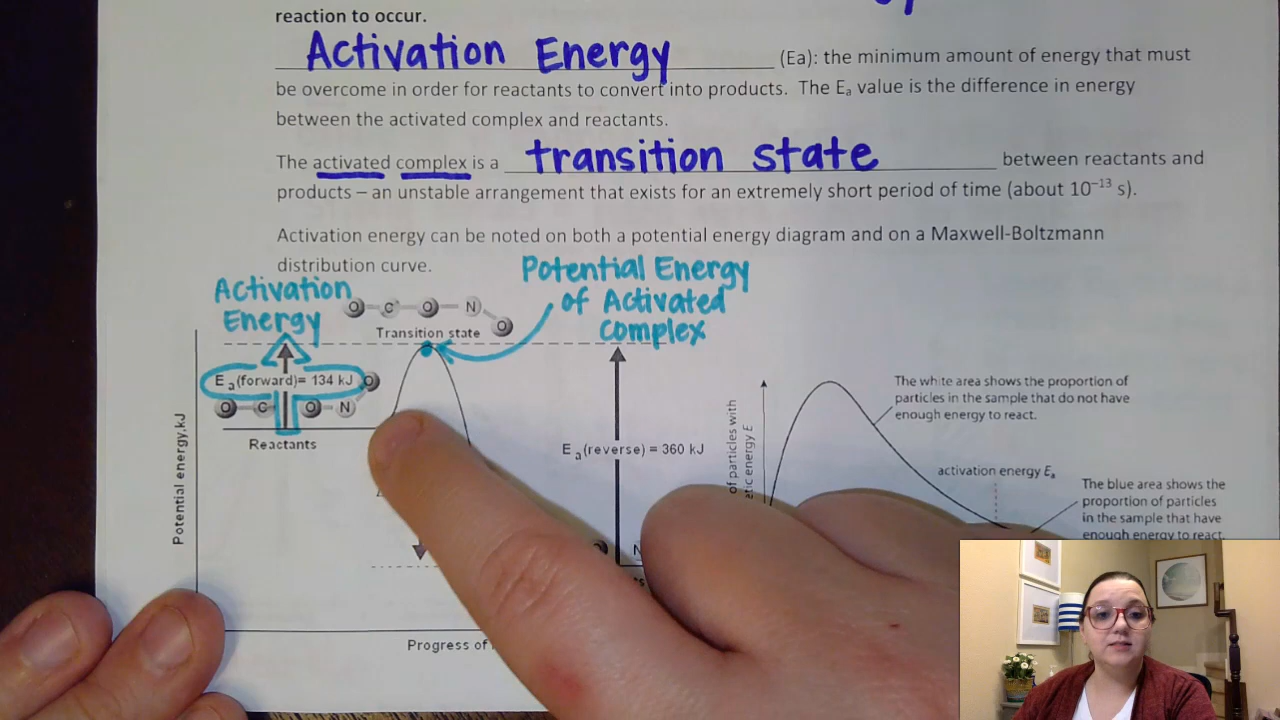 reaction to occur.
Activation Energy (Ea): the minimum amount of energy that must
be overcome in order for reactants to convert into products. The Ea value is the difference in energy
between the activated complex and reactants.
The activated complex is a transition state between reactants and
products – an unstable arrangement that exists for an extremely short period of time (about 10⁻¹³ s).
Activation energy can be noted on both a potential energy diagram and on a Maxwell-Boltzmann
distribution curve.
Activation
Energy
Potential Energy
of Activated
Complex
O C O N O
Transition state
Ea(forward)= 134 kJ
O C O N O
Reactants
Potential energy,kJ
Progress of
Ea(reverse) = 360 kJ
N
of particles with
etic energy E
The white area shows the proportion of
particles in the sample that do not have
enough energy to react.
activation energy Ea
The blue area shows the
proportion of particles
in the sample that have
enough energy to react